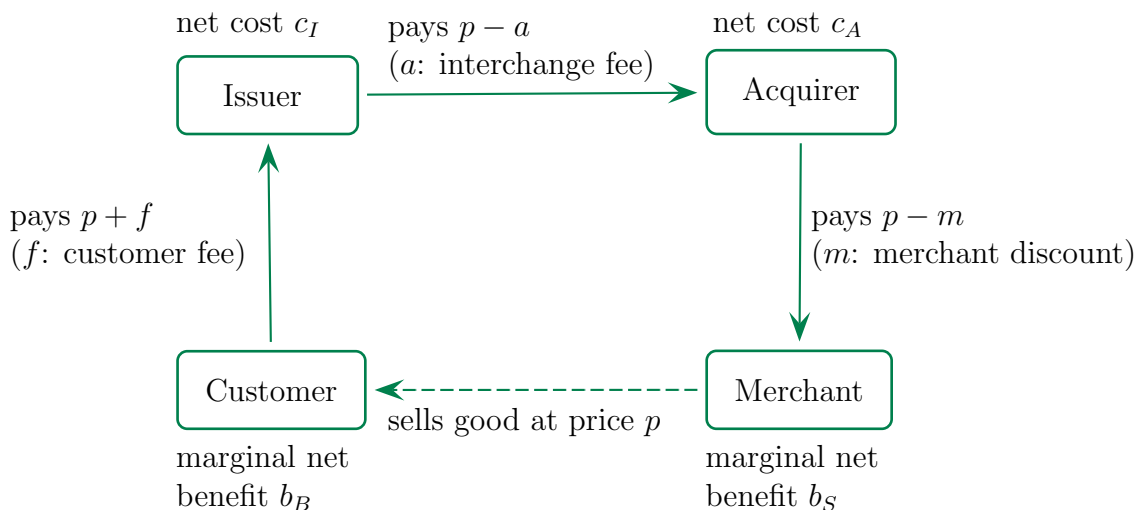 net cost c_I
pays p − a
(a: interchange fee)
net cost c_A
Issuer
Acquirer
pays p + f
(f: customer fee)
pays p − m
(m: merchant discount)
Customer
Merchant
sells good at price p
marginal net
benefit b_B
marginal net
benefit b_S